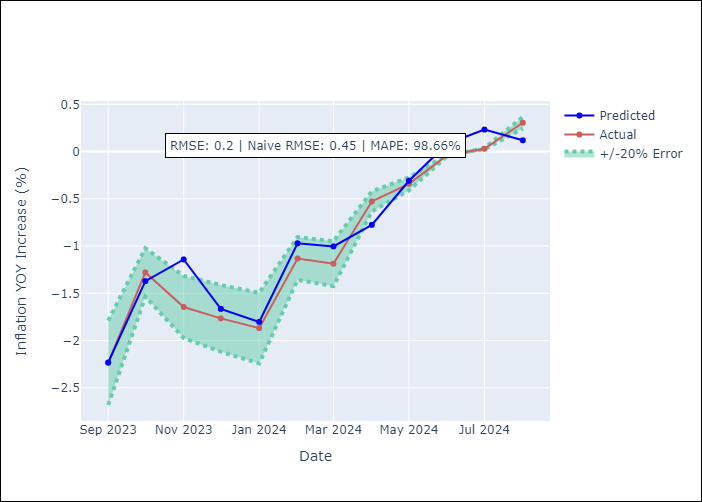 RMSE: 0.2 | Naive RMSE: 0.45 | MAPE: 98.66%
Predicted
Actual
+/-20% Error
Inflation YOY Increase (%)
0.5
0
−0.5
−1
−1.5
−2
−2.5
Sep 2023
Nov 2023
Jan 2024
Mar 2024
May 2024
Jul 2024
Date